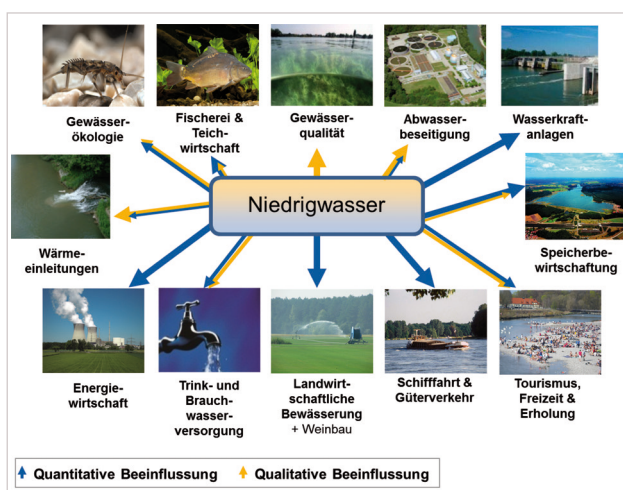 Gewässer-
ökologie
Fischerei &
Teich-
wirtschaft
Gewässer-
qualität
Abwasser-
beseitigung
Wasserkraft-
anlagen
Niedrigwasser
Wärme-
einleitungen
Speicherbe-
wirtschaftung
Energie-
wirtschaft
Trink- und
Brauch-
wasser-
versorgung
Landwirt-
schaftliche
Bewässerung
+ Weinbau
Schifffahrt &
Güterverkehr
Tourismus,
Freizeit &
Erholung
Quantitative Beeinflussung
Qualitative Beeinflussung